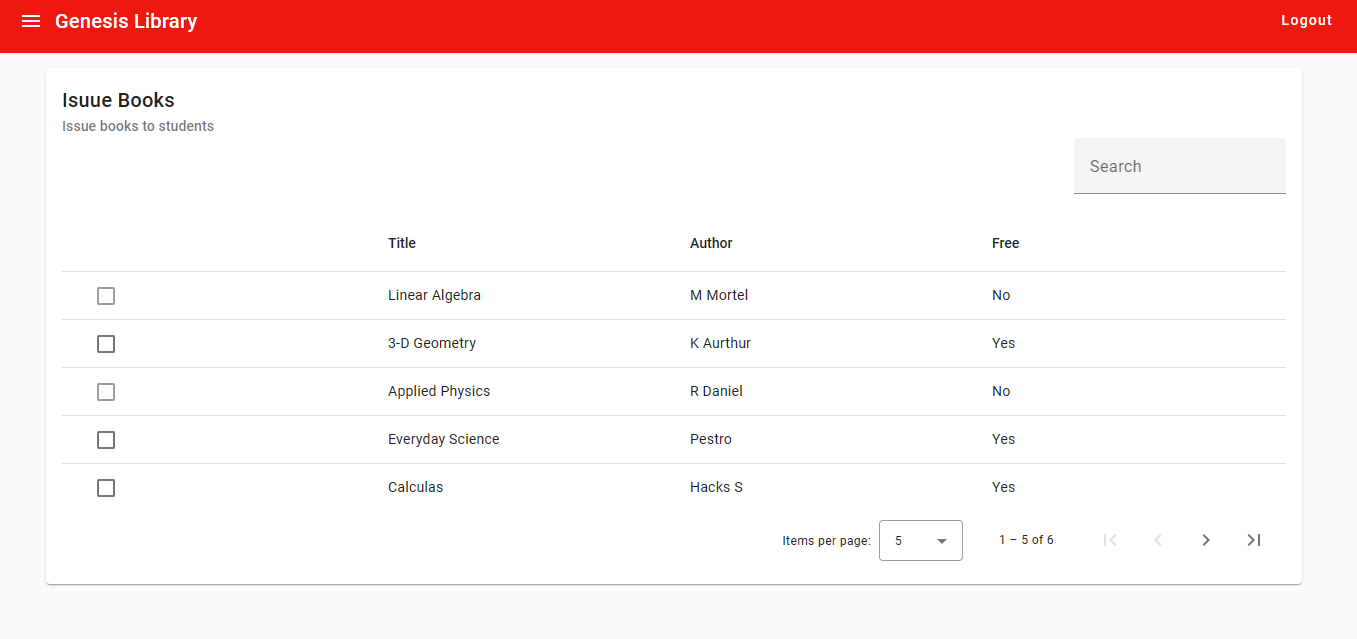 Genesis Library Logout
Isuue Books
Issue books to students
Search
Title Author Free
Linear Algebra M Mortel No
3-D Geometry K Aurthur Yes
Applied Physics R Daniel No
Everyday Science Pestro Yes
Calculas Hacks S Yes
Items per page: 5 1 – 5 of 6